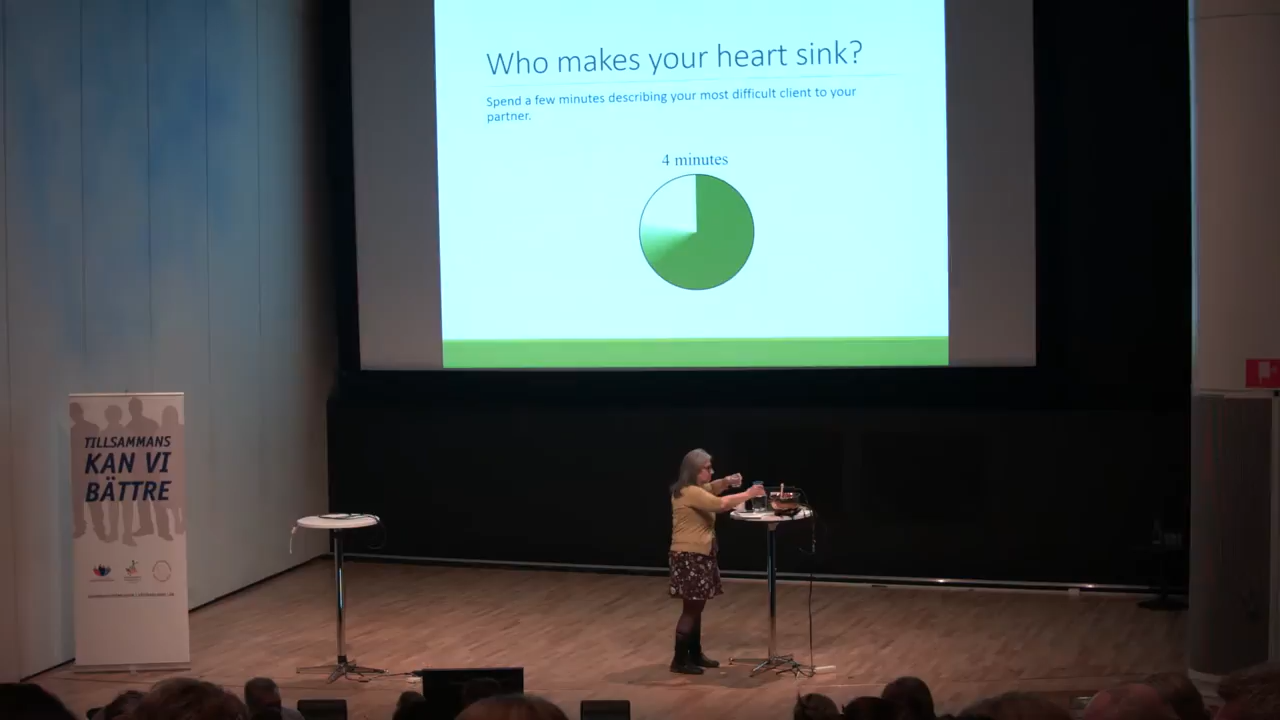 Who makes your heart sink?
Spend a few minutes describing your most difficult client to your
partner.
4 minutes
TILLSAMMANS
KAN VI
BÄTTRE